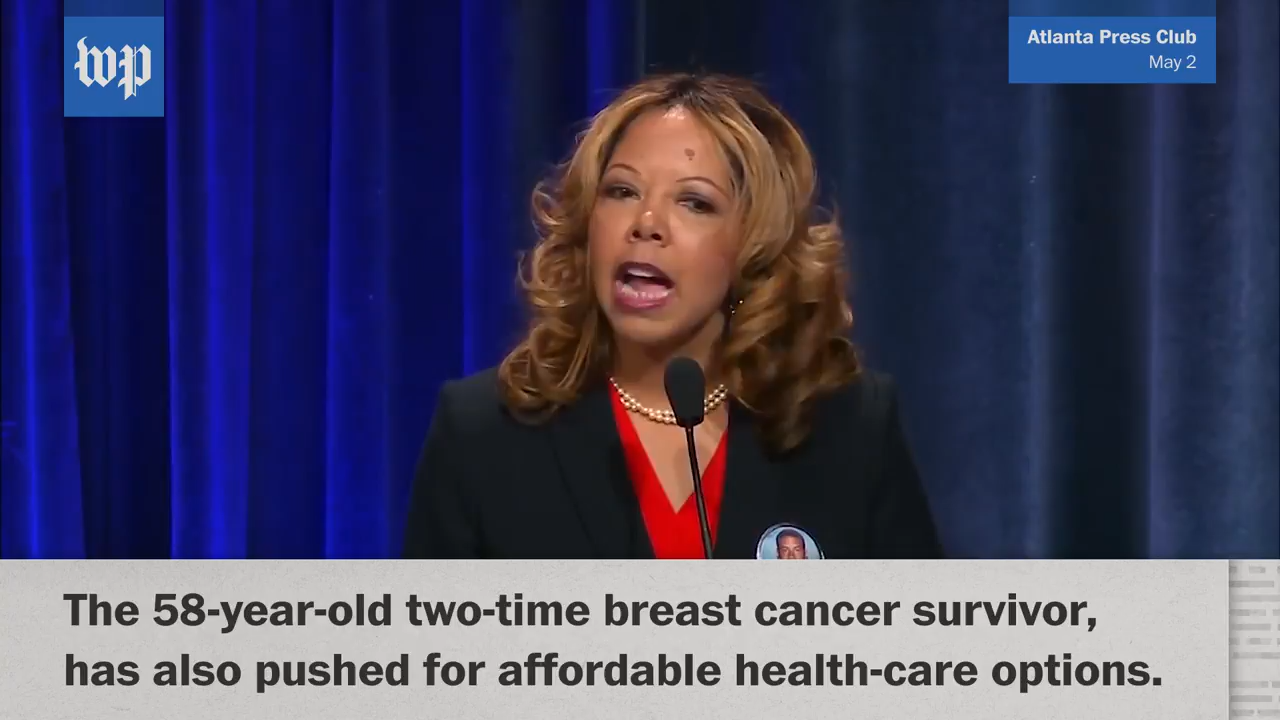 wp
Atlanta Press Club
May 2
The 58-year-old two-time breast cancer survivor,
has also pushed for affordable health-care options.